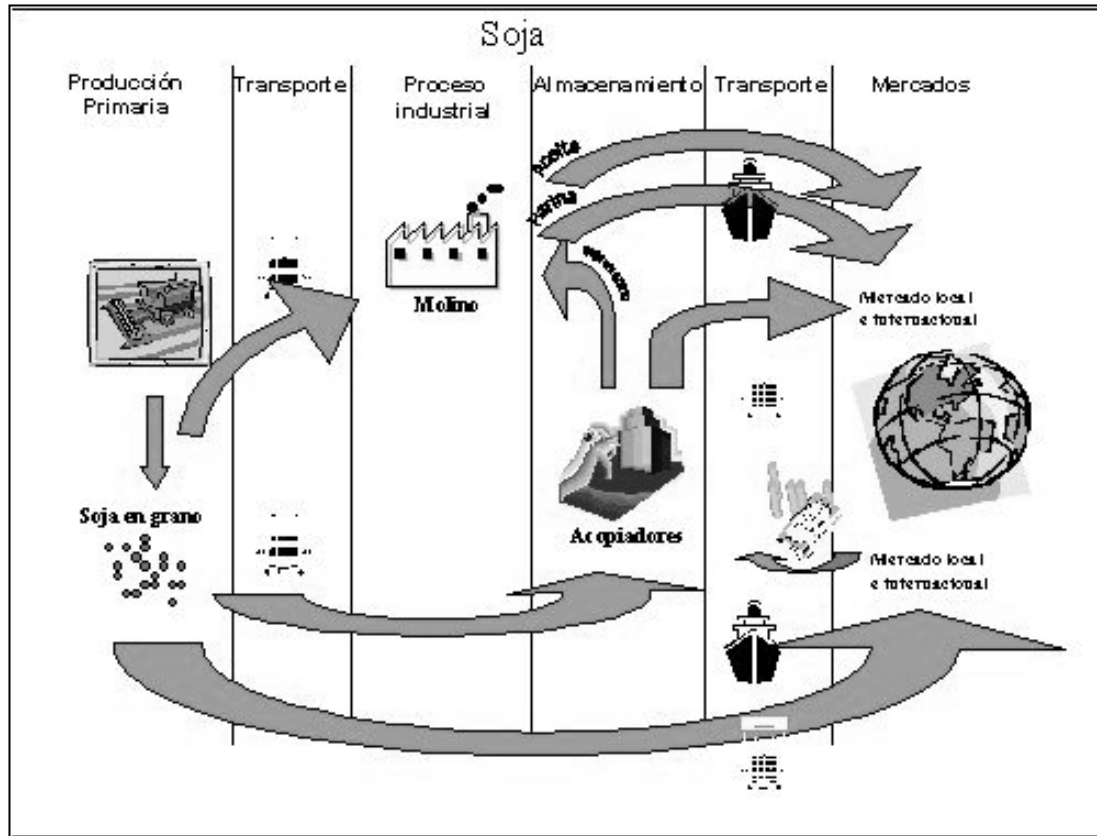 Soja
Producción
Primaria
Transporte
Proceso
industrial
Almacenamiento
Transporte
Mercados
Aceite
Harina
Molino
Mercado local
e Internacional
Soja en grano
Acopiadores
Mercado local
e Internacional